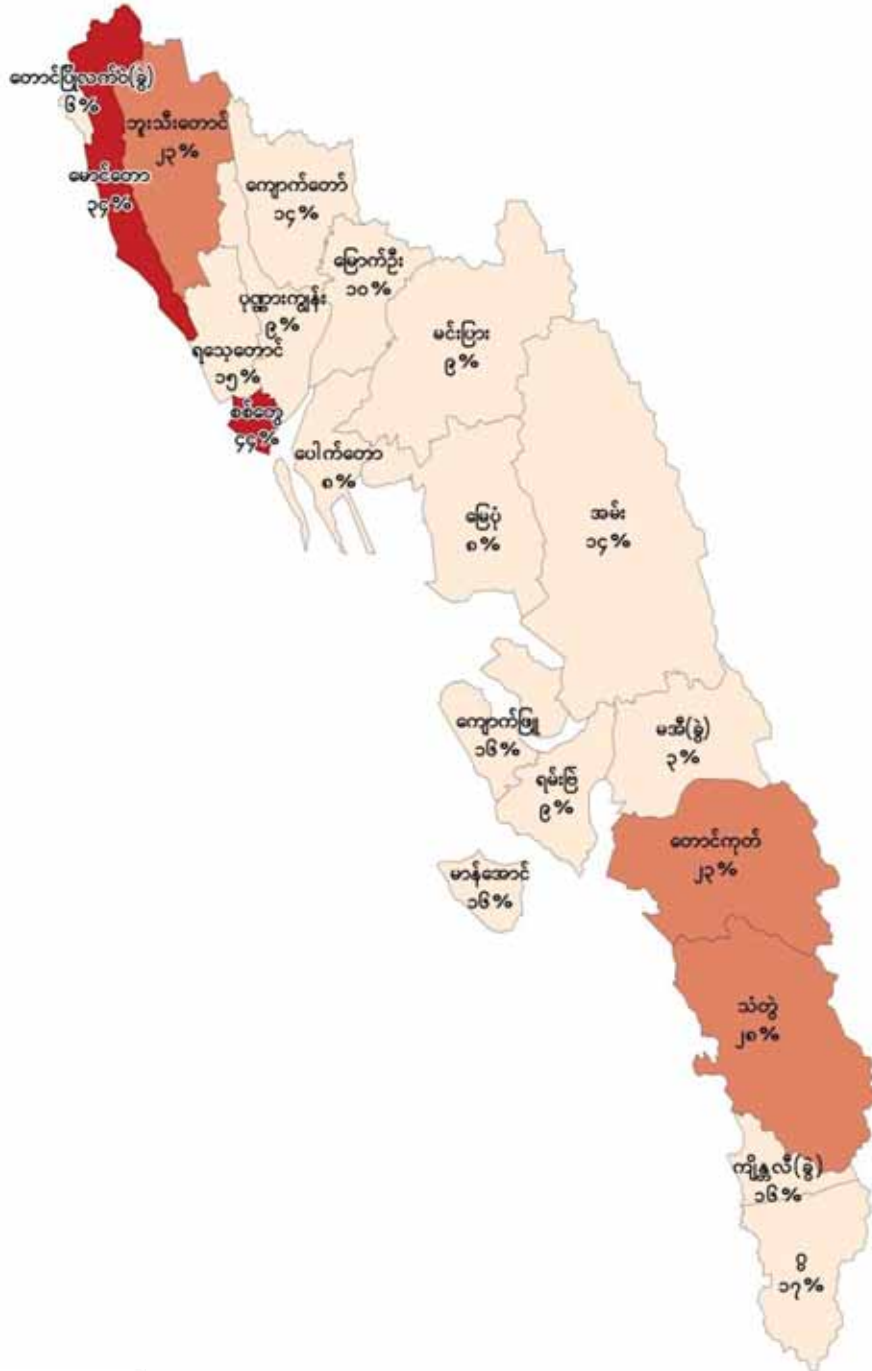 တောင်ပြိုလက်ဝဲ(ခွဲ)
၆%
ဘူးသီးတောင်
၂၃%
မောင်တော
၃၄%
ကျောက်တော်
၁၄%
မြောက်ဦး
၁၀%
ပုဏ္ဏားကျွန်း
၉%
မင်းပြား
၉%
ရသေ့တောင်
၁၅%
စစ်တွေ
၄၄%
ပေါက်တော
၈%
မြေပုံ
၈%
အမ်း
၁၄%
ကျောက်ဖြူ
၁၆%
မအီ(ခွဲ)
၃%
ရမ်းဗြဲ
၉%
တောင်ကုတ်
၂၃%
မာန်အောင်
၁၆%
သံတွဲ
၂၈%
ကျိန္တလီ(ခွဲ)
၁၆%
ဂွ
၁၇%